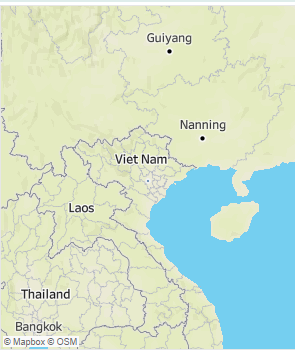 Guiyang
Nanning
Viet Nam
Laos
Thailand
Bangkok
© Mapbox © OSM